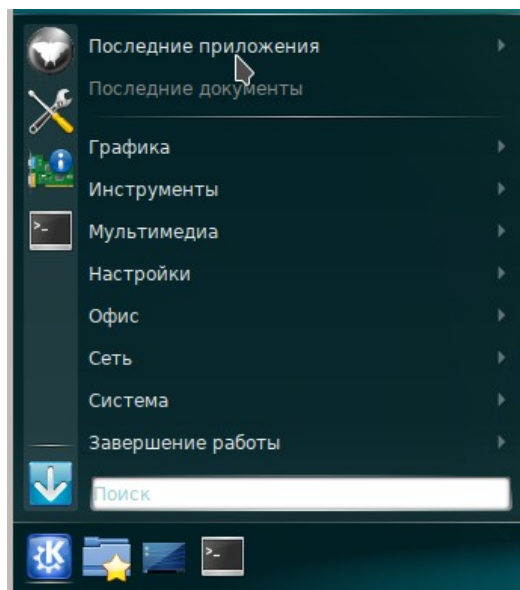 Последние приложения
Последние документы
Графика
Инструменты
Мультимедиа
Настройки
Офис
Сеть
Система
Завершение работы
Поиск